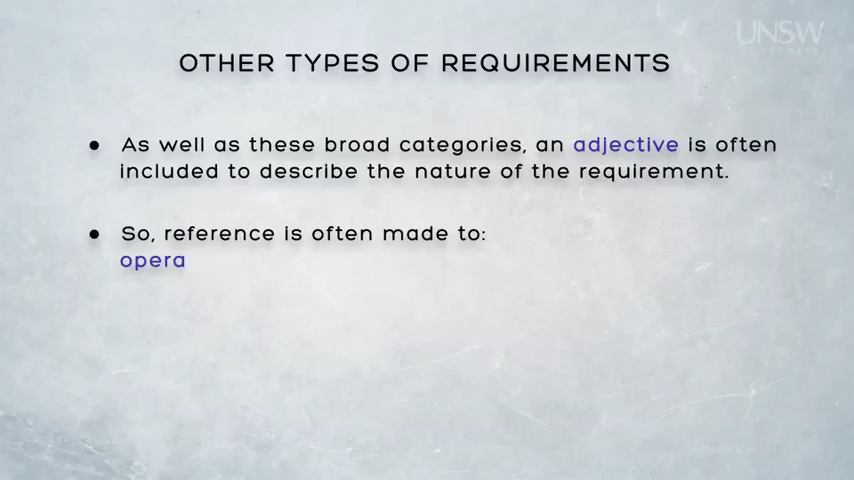 UNSW
AUSTRALIA
OTHER TYPES OF REQUIREMENTS
● As well as these broad categories, an adjective is often
included to describe the nature of the requirement.
● So, reference is often made to:
opera